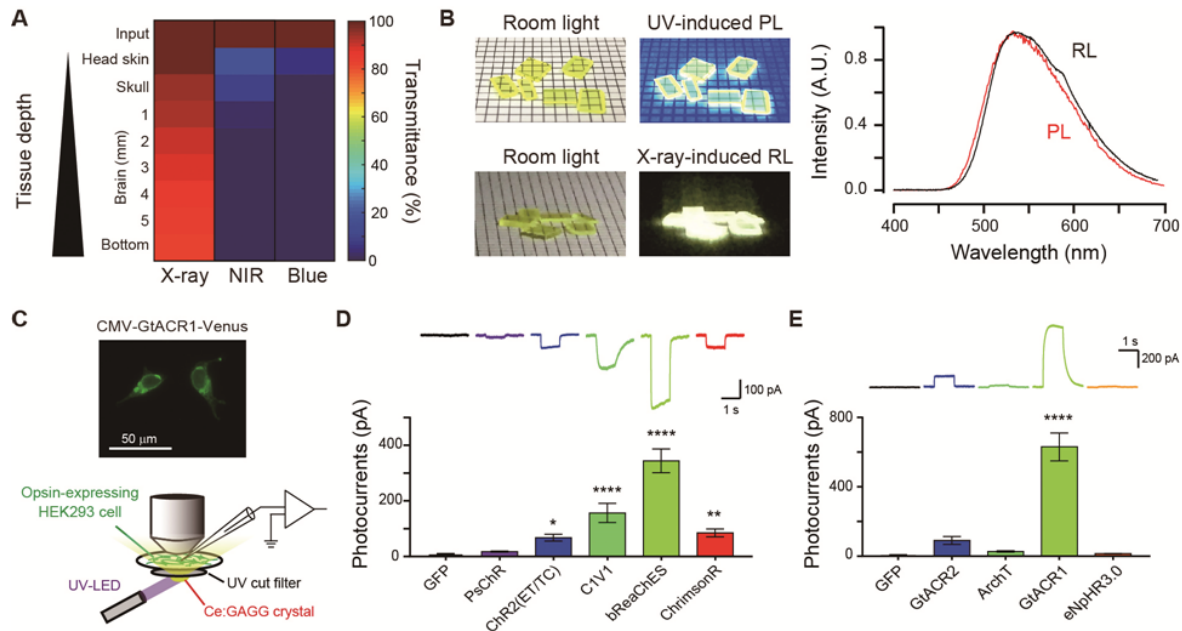 A
Input
Head skin
Skull
1
2
3
4
5
Bottom
Tissue depth
Brain (mm)
X-ray
NIR
Blue
100
80
60
40
20
0
Transmittance (%)
B
Room light
UV-induced PL
Room light
X-ray-induced RL
Intensity (A.U.)
0.8
0.4
0.0
RL
PL
400
500
600
700
Wavelength (nm)
C
CMV-GtACR1-Venus
50 μm
Opsin-expressing
HEK293 cell
UV-LED
UV cut filter
Ce:GAGG crystal
D
100 pA
1 s
Photocurrents (pA)
400
200
0
*
****
****
**
GFP
PsChR
ChR2(ET/TC)
C1V1
bReaChES
ChrimsonR
E
1 s
200 pA
Photocurrents (pA)
800
600
400
200
0
****
GFP
GtACR2
ArchT
GtACR1
eNpHR3.0